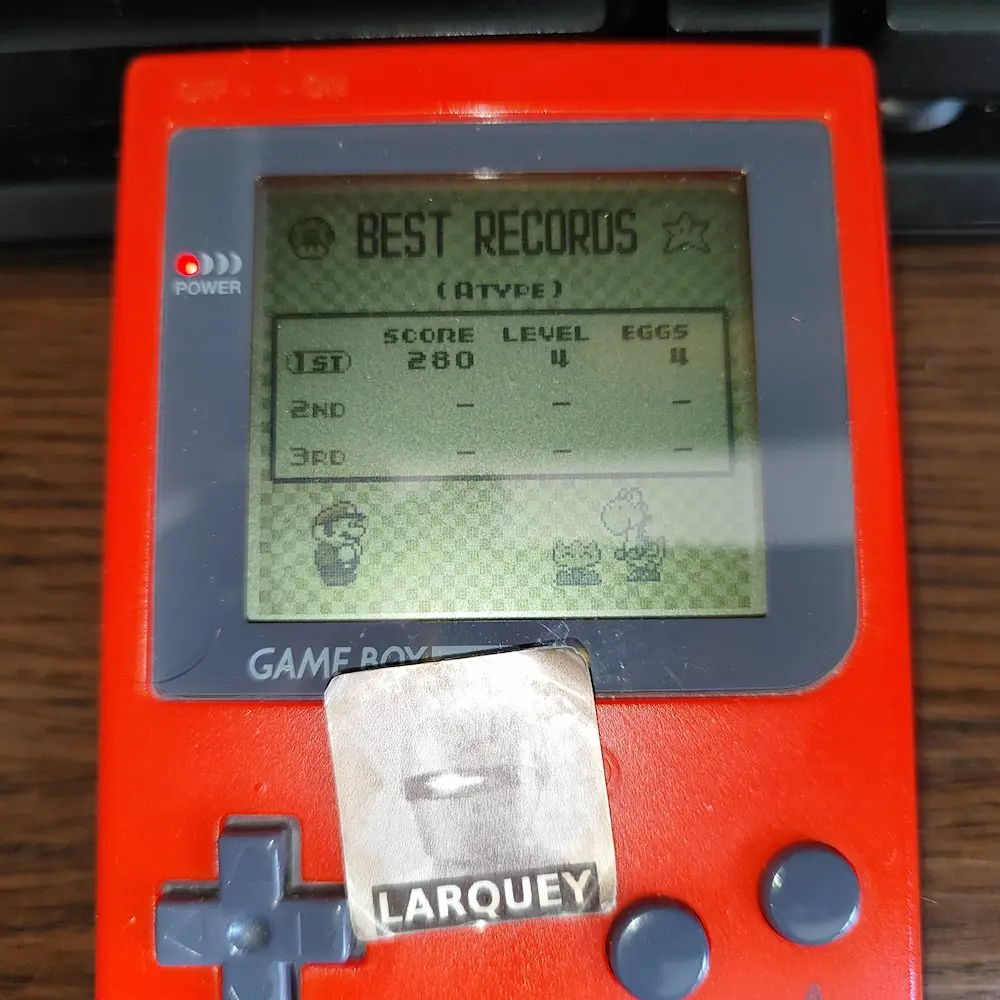 BEST RECORDS
POWER
(ATYPE)
SCORE LEVEL EGGS
1ST 280 4 4
2ND - - -
3RD - - -
GAME BOY
LARQUEY